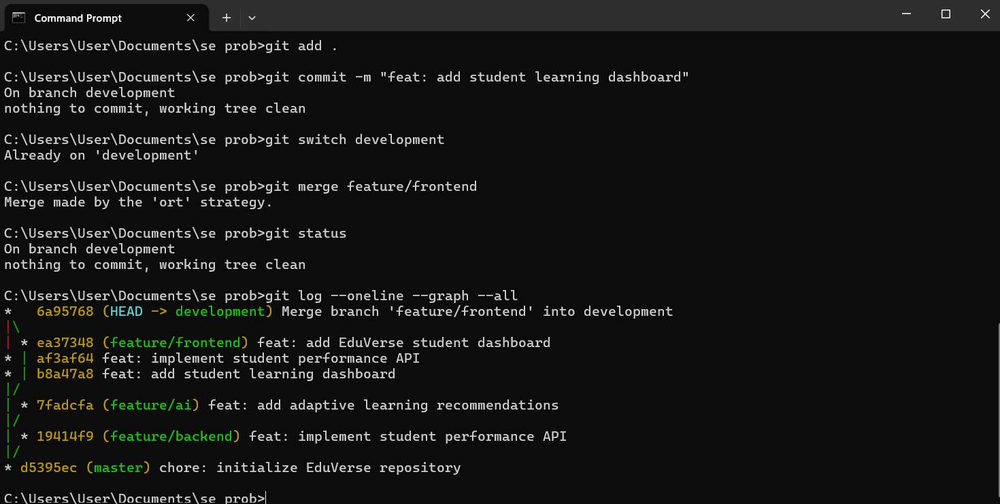 Command Prompt
C:\Users\User\Documents\se prob>git add .
C:\Users\User\Documents\se prob>git commit -m "feat: add student learning dashboard"
On branch development
nothing to commit, working tree clean
C:\Users\User\Documents\se prob>git switch development
Already on 'development'
C:\Users\User\Documents\se prob>git merge feature/frontend
Merge made by the 'ort' strategy.
C:\Users\User\Documents\se prob>git status
On branch development
nothing to commit, working tree clean
C:\Users\User\Documents\se prob>git log --oneline --graph --all
*   6a95768 (HEAD -> development) Merge branch 'feature/frontend' into development
|\
| * ea37348 (feature/frontend) feat: add EduVerse student dashboard
* | af3af64 feat: implement student performance API
* | b8a47a8 feat: add student learning dashboard
|/
| * 7fadcfa (feature/ai) feat: add adaptive learning recommendations
|/
| * 19414f9 (feature/backend) feat: implement student performance API
|/
* d5395ec (master) chore: initialize EduVerse repository
C:\Users\User\Documents\se prob>